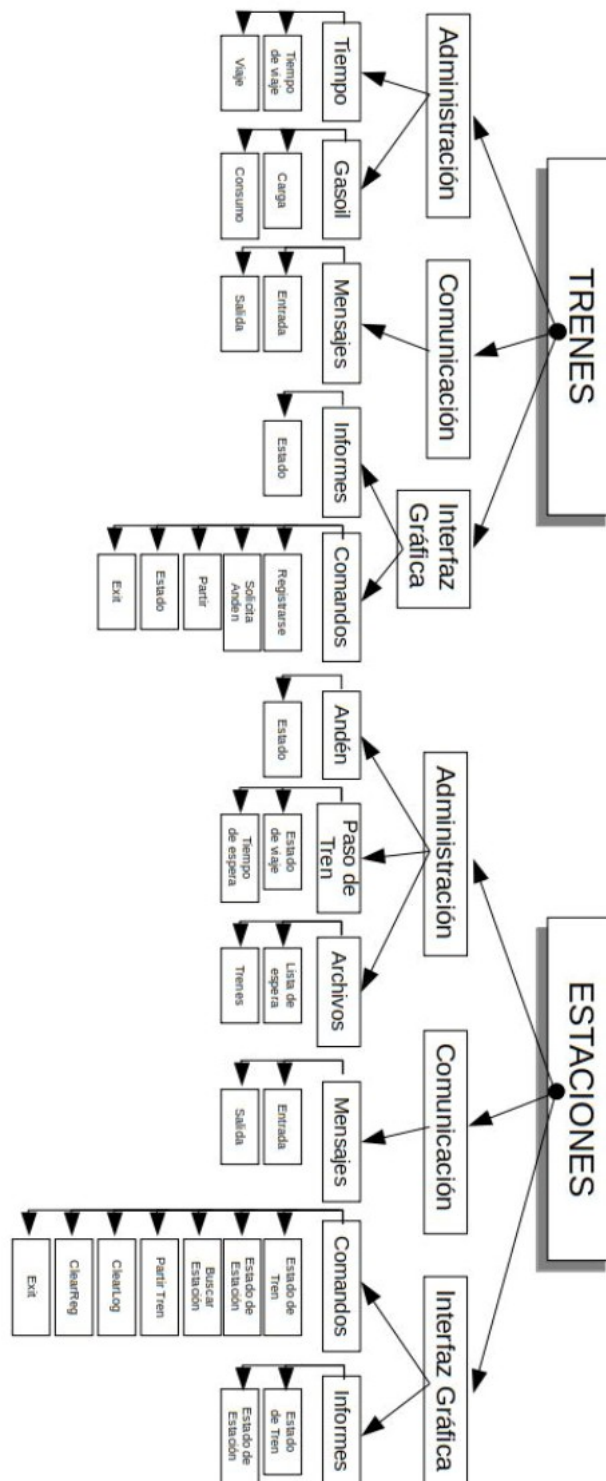 TRENES
Administración
Tiempo
Tiempo
de viaje
Viaje
Gasoil
Carga
Consumo
Comunicación
Mensajes
Entrada
Salida
Interfaz
Gráfica
Informes
Estado
Comandos
Registrarse
Solicita
Anden
Partir
Estado
Exit
ESTACIONES
Administración
Andén
Estado
Paso de
Tren
Estado
de viaje
Tiempo
de espera
Archivos
Lista de
espera
Trenes
Comunicación
Mensajes
Entrada
Salida
Interfaz Gráfica
Comandos
Estado de
Tren
Estado de
Estación
Buscar
Estación
Partir Tren
ClearLog
ClearReg
Exit
Informes
Estado
de Tren
Estado de
Estación